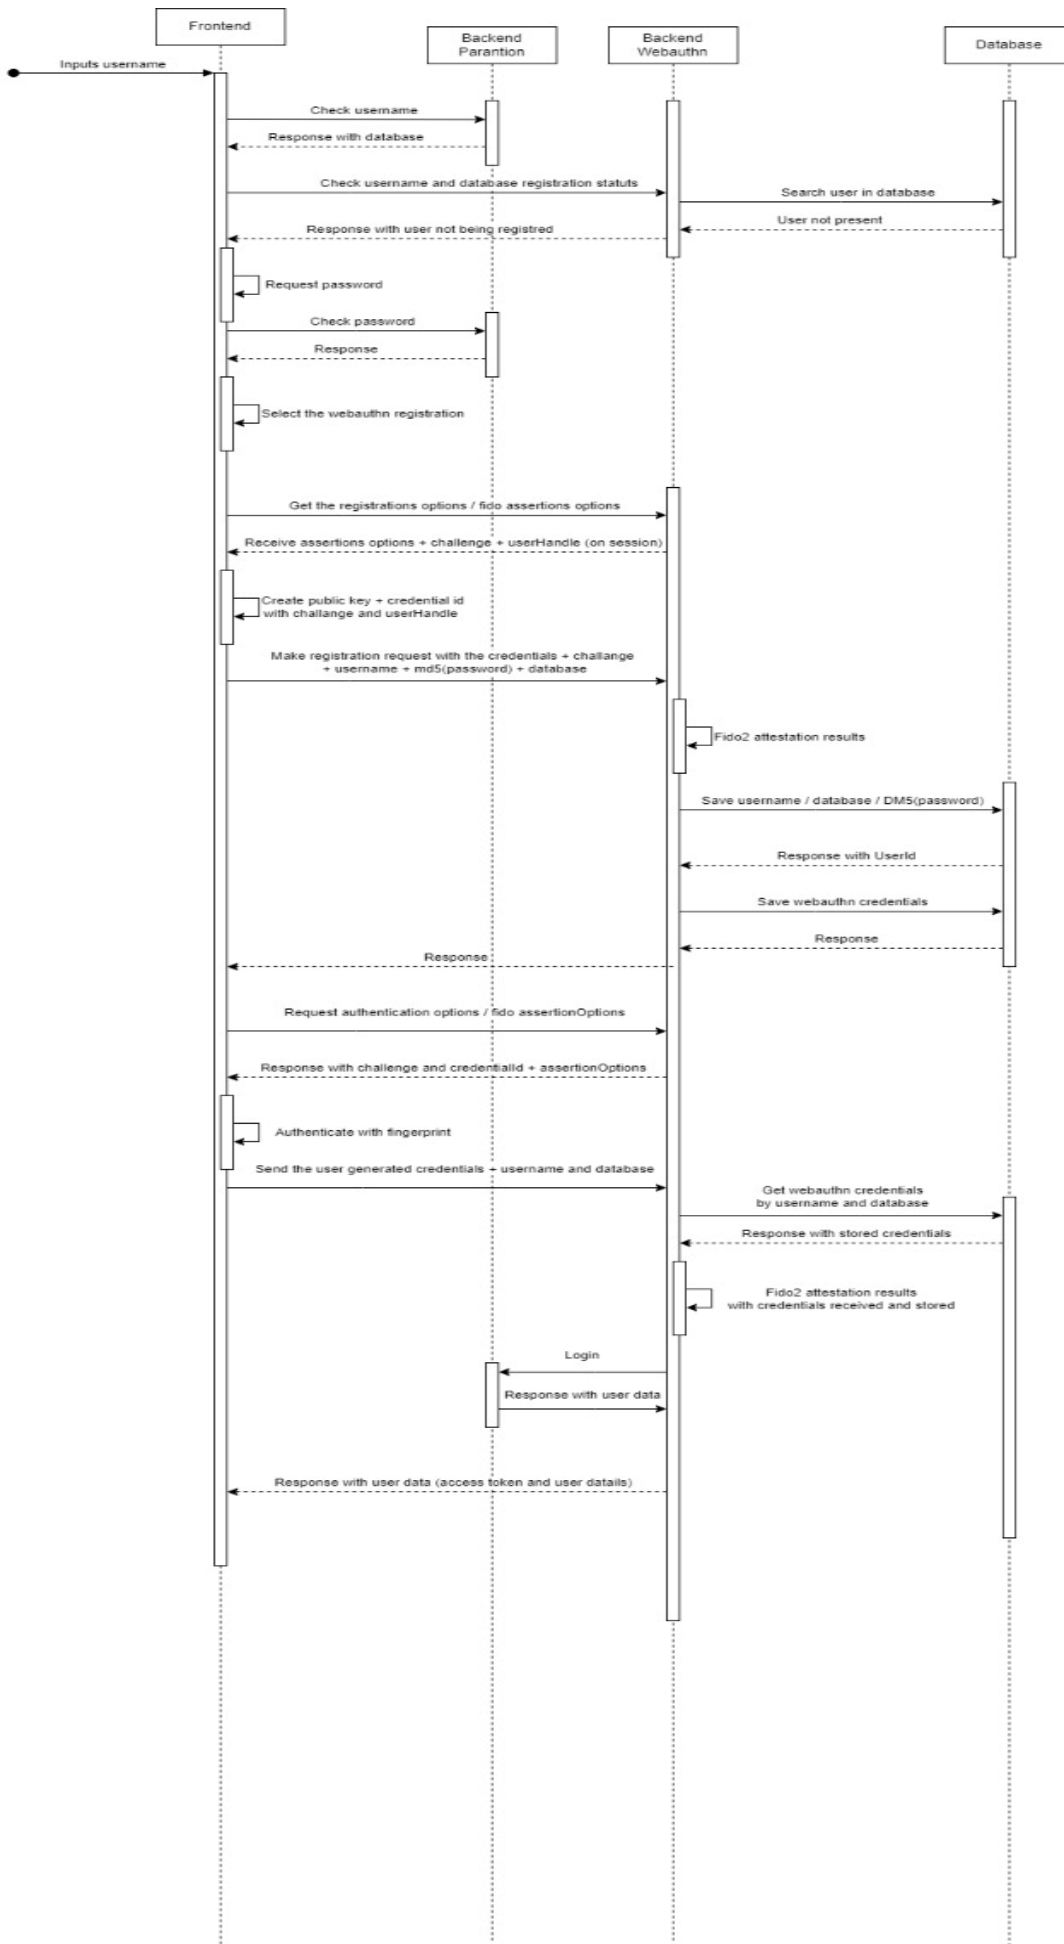 Frontend
Backend
Parantion
Backend
Webauthn
Database
Inputs username
Check username
Response with database
Check username and database registration statuts
Search user in database
User not present
Response with user not being registred
Request password
Check password
Response
Select the webauthn registration
Get the registrations options / fido assertions options
Receive assertions options + challenge + userHandle (on session)
Create public key + credential id
with challange and userHandle
Make registration request with the credentials + challange
+ username + md5(password) + database
Fido2 attestation results
Save username / database / DM5(password)
Response with UserId
Save webauthn credentials
Response
Response
Request authentication options / fido assertionOptions
Response with challenge and credentialId + assertionOptions
Authenticate with fingerprint
Send the user generated credentials + username and database
Get webauthn credentials
by username and database
Response with stored credentials
Fido2 attestation results
with credentials received and stored
Login
Response with user data
Response with user data (access token and user datails)